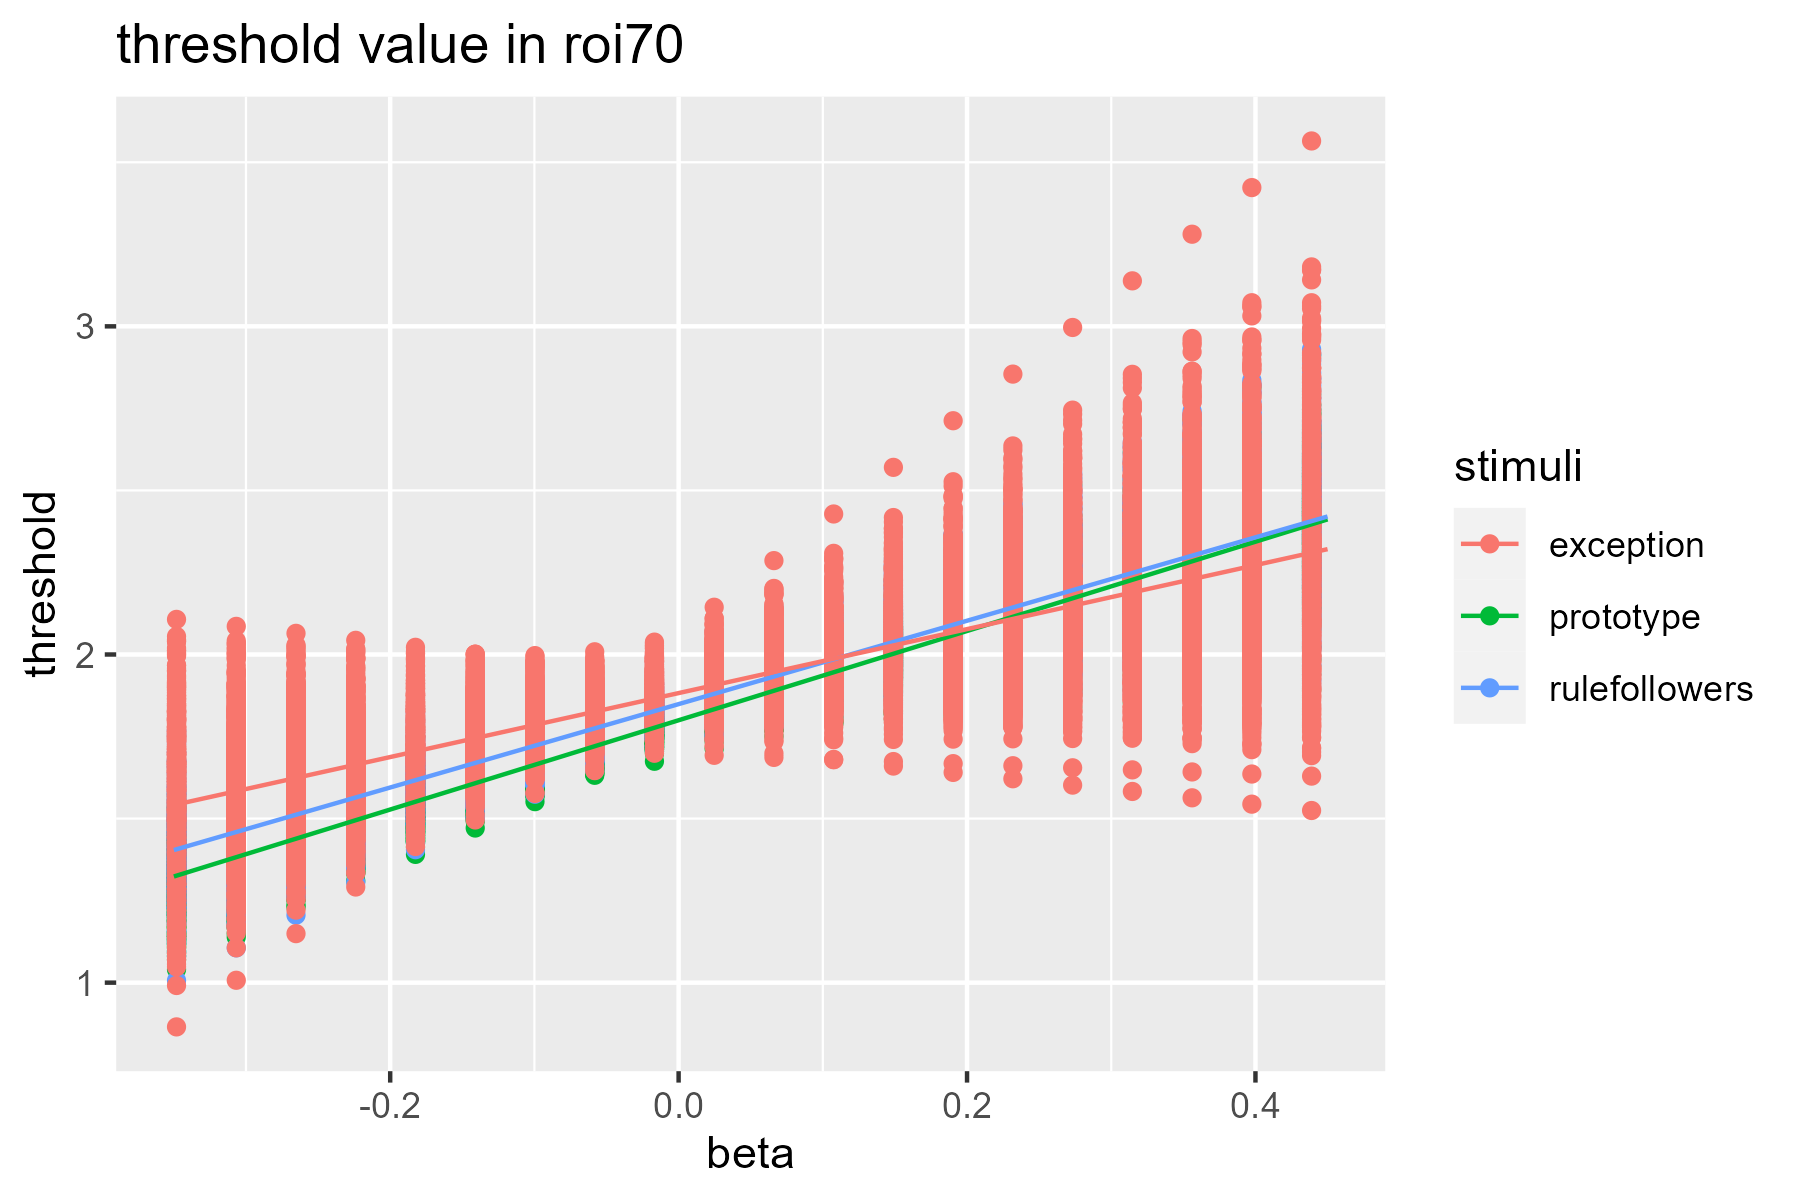 threshold value in roi70
threshold
3
2
1
-0.2
0.0
0.2
0.4
beta
stimuli
exception
prototype
rulefollowers